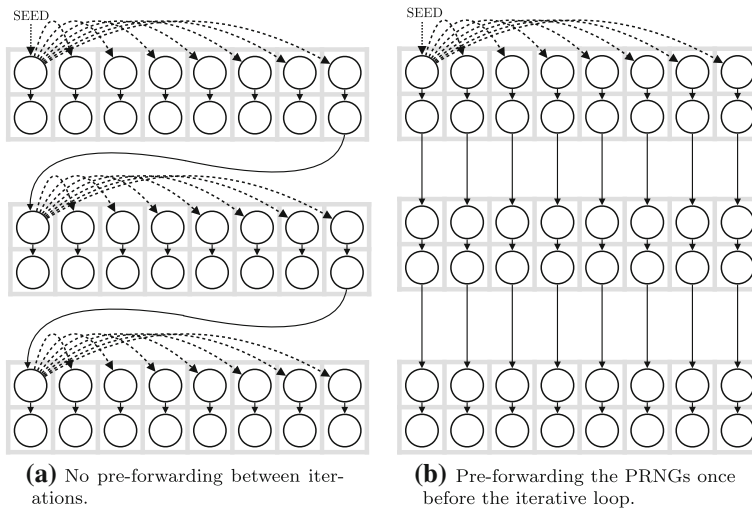 SEED
SEED
(a) No pre-forwarding between iter-
ations.
(b) Pre-forwarding the PRNGs once
before the iterative loop.